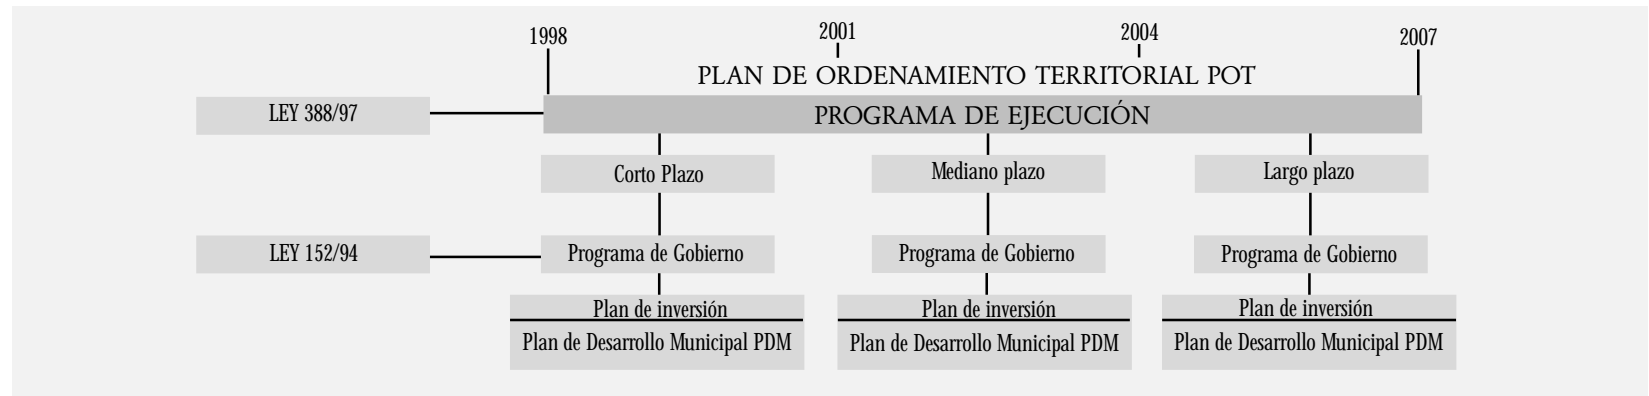 1998
2001
2004
2007
PLAN DE ORDENAMIENTO TERRITORIAL POT
LEY 388/97
PROGRAMA DE EJECUCIÓN
Corto Plazo
Mediano plazo
Largo plazo
LEY 152/94
Programa de Gobierno
Programa de Gobierno
Programa de Gobierno
Plan de inversión
Plan de inversión
Plan de inversión
Plan de Desarrollo Municipal PDM
Plan de Desarrollo Municipal PDM
Plan de Desarrollo Municipal PDM